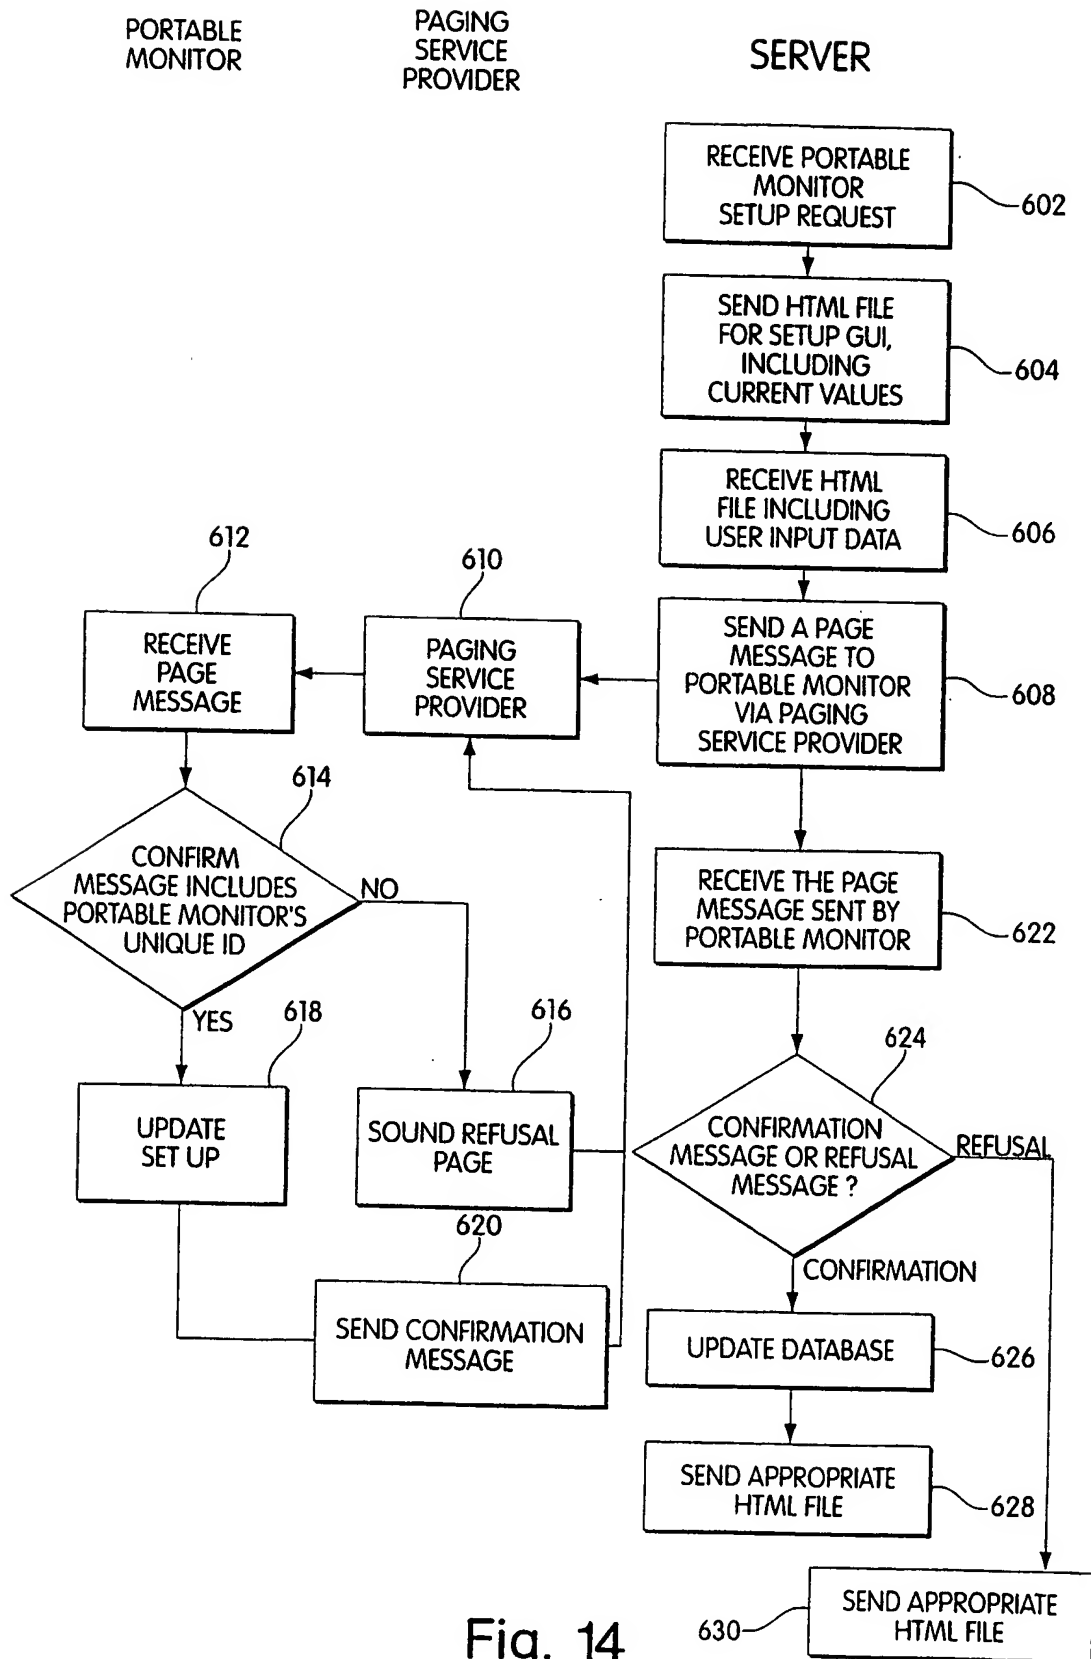 PORTABLE
MONITOR
PAGING
SERVICE
PROVIDER
SERVER
RECEIVE PORTABLE
MONITOR
SETUP REQUEST
602
SEND HTML FILE
FOR SETUP GUI,
INCLUDING
CURRENT VALUES
604
RECEIVE HTML
FILE INCLUDING
USER INPUT DATA
606
SEND A PAGE
MESSAGE TO
PORTABLE MONITOR
VIA PAGING
SERVICE PROVIDER
608
610
PAGING
SERVICE
PROVIDER
612
RECEIVE
PAGE
MESSAGE
614
CONFIRM
MESSAGE INCLUDES
PORTABLE MONITOR'S
UNIQUE ID
NO
YES
616
SOUND REFUSAL
PAGE
618
UPDATE
SET UP
620
SEND CONFIRMATION
MESSAGE
RECEIVE THE PAGE
MESSAGE SENT BY
PORTABLE MONITOR
622
624
CONFIRMATION
MESSAGE OR REFUSAL
MESSAGE ?
REFUSAL
CONFIRMATION
UPDATE DATABASE
626
SEND APPROPRIATE
HTML FILE
628
SEND APPROPRIATE
HTML FILE
630
Fig. 14